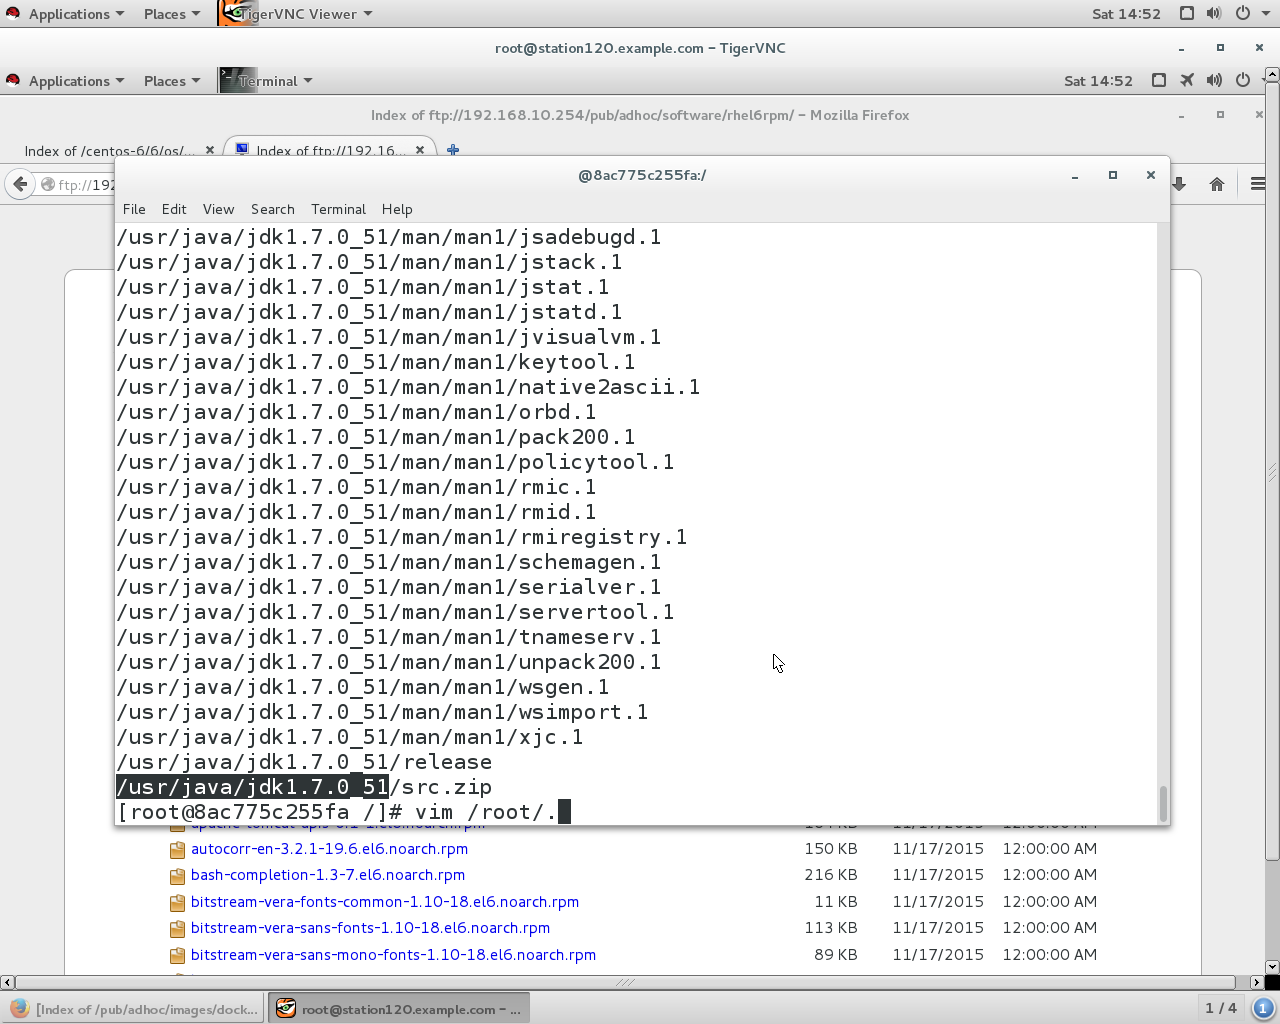 Applications Places TigerVNC Viewer Sat 14:52
root@station120.example.com - TigerVNC
Applications Places Terminal Sat 14:52
Index of ftp://192.168.10.254/pub/adhoc/software/rhel6rpm/ - Mozilla Firefox
Index of /centos-6/6/os/... Index of ftp://192.16...
ftp://192
@8ac775c255fa:/
File Edit View Search Terminal Help
/usr/java/jdk1.7.0_51/man/man1/jsadebugd.1
/usr/java/jdk1.7.0_51/man/man1/jstack.1
/usr/java/jdk1.7.0_51/man/man1/jstat.1
/usr/java/jdk1.7.0_51/man/man1/jstatd.1
/usr/java/jdk1.7.0_51/man/man1/jvisualvm.1
/usr/java/jdk1.7.0_51/man/man1/keytool.1
/usr/java/jdk1.7.0_51/man/man1/native2ascii.1
/usr/java/jdk1.7.0_51/man/man1/orbd.1
/usr/java/jdk1.7.0_51/man/man1/pack200.1
/usr/java/jdk1.7.0_51/man/man1/policytool.1
/usr/java/jdk1.7.0_51/man/man1/rmic.1
/usr/java/jdk1.7.0_51/man/man1/rmid.1
/usr/java/jdk1.7.0_51/man/man1/rmiregistry.1
/usr/java/jdk1.7.0_51/man/man1/schemagen.1
/usr/java/jdk1.7.0_51/man/man1/serialver.1
/usr/java/jdk1.7.0_51/man/man1/servertool.1
/usr/java/jdk1.7.0_51/man/man1/tnameserv.1
/usr/java/jdk1.7.0_51/man/man1/unpack200.1
/usr/java/jdk1.7.0_51/man/man1/wsgen.1
/usr/java/jdk1.7.0_51/man/man1/wsimport.1
/usr/java/jdk1.7.0_51/man/man1/xjc.1
/usr/java/jdk1.7.0_51/release
/usr/java/jdk1.7.0_51/src.zip
[root@8ac775c255fa /]# vim /root/.
autocorr-en-3.2.1-19.6.el6.noarch.rpm 150 KB 11/17/2015 12:00:00 AM
bash-completion-1.3-7.el6.noarch.rpm 216 KB 11/17/2015 12:00:00 AM
bitstream-vera-fonts-common-1.10-18.el6.noarch.rpm 11 KB 11/17/2015 12:00:00 AM
bitstream-vera-sans-fonts-1.10-18.el6.noarch.rpm 113 KB 11/17/2015 12:00:00 AM
bitstream-vera-sans-mono-fonts-1.10-18.el6.noarch.rpm 89 KB 11/17/2015 12:00:00 AM
[Index of /pub/adhoc/images/dock... root@station120.example.com - ... 1 / 4 1